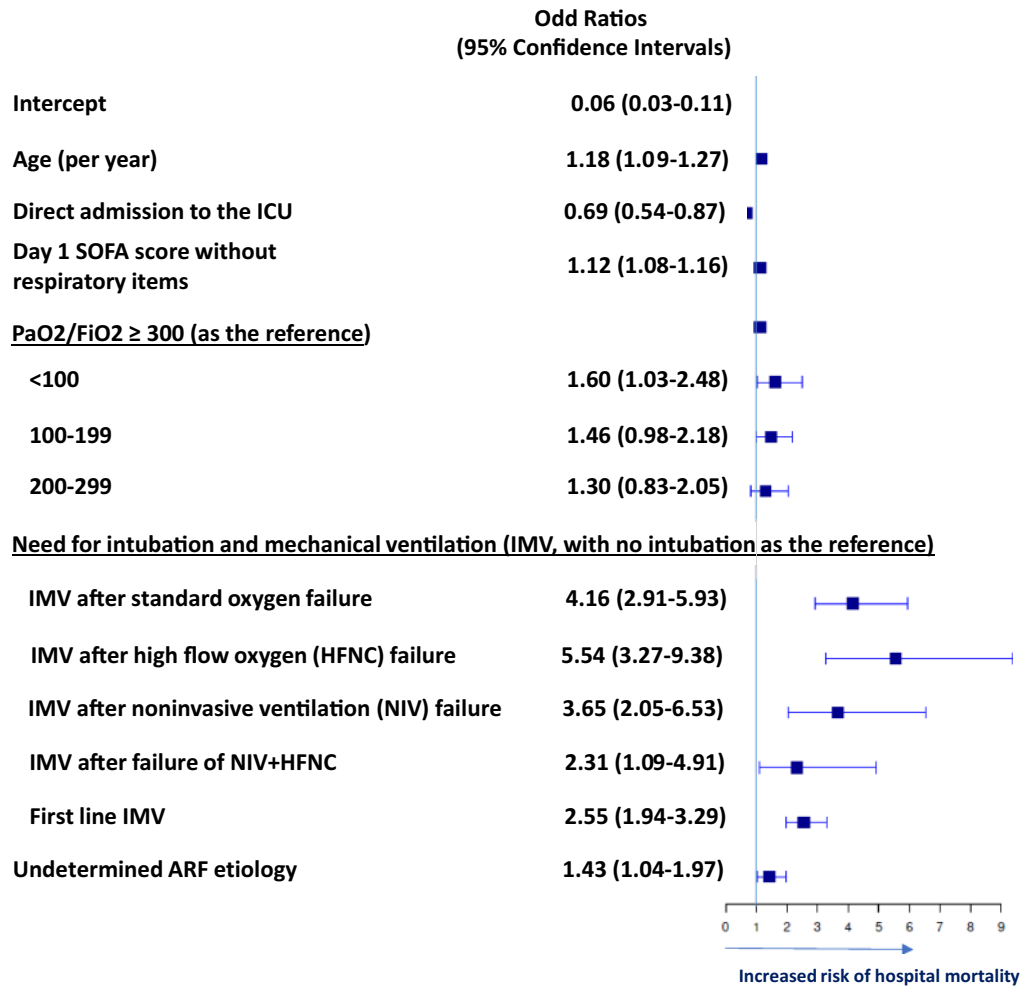 Odd Ratios
(95% Confidence Intervals)
Intercept 0.06 (0.03-0.11)
Age (per year) 1.18 (1.09-1.27)
Direct admission to the ICU 0.69 (0.54-0.87)
Day 1 SOFA score without
respiratory items 1.12 (1.08-1.16)
PaO2/FiO2 ≥ 300 (as the reference)
<100 1.60 (1.03-2.48)
100-199 1.46 (0.98-2.18)
200-299 1.30 (0.83-2.05)
Need for intubation and mechanical ventilation (IMV, with no intubation as the reference)
IMV after standard oxygen failure 4.16 (2.91-5.93)
IMV after high flow oxygen (HFNC) failure 5.54 (3.27-9.38)
IMV after noninvasive ventilation (NIV) failure 3.65 (2.05-6.53)
IMV after failure of NIV+HFNC 2.31 (1.09-4.91)
First line IMV 2.55 (1.94-3.29)
Undetermined ARF etiology 1.43 (1.04-1.97)
0 1 2 3 4 5 6 7 8 9
Increased risk of hospital mortality